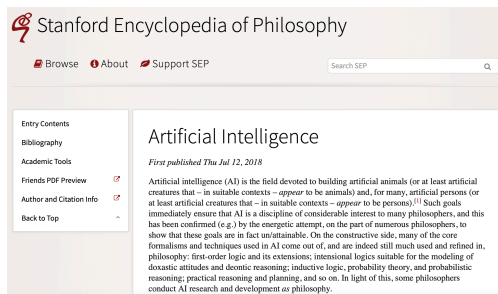 Stanford Encyclopedia of Philosophy
Browse About Support SEP
Search SEP
Entry Contents
Bibliography
Academic Tools
Friends PDF Preview
Author and Citation Info
Back to Top
Artificial Intelligence
First published Thu Jul 12, 2018
Artificial intelligence (AI) is the field devoted to building artificial animals (or at least artificial
creatures that – in suitable contexts – appear to be animals) and, for many, artificial persons (or
at least artificial creatures that – in suitable contexts – appear to be persons).[1] Such goals
immediately ensure that AI is a discipline of considerable interest to many philosophers, and this
has been confirmed (e.g.) by the energetic attempt, on the part of numerous philosophers, to
show that these goals are in fact un/attainable. On the constructive side, many of the core
formalisms and techniques used in AI come out of, and are indeed still much used and refined in,
philosophy: first-order logic and its extensions; intensional logics suitable for the modeling of
doxastic attitudes and deontic reasoning; inductive logic, probability theory, and probabilistic
reasoning; practical reasoning and planning, and so on. In light of this, some philosophers
conduct AI research and development as philosophy.